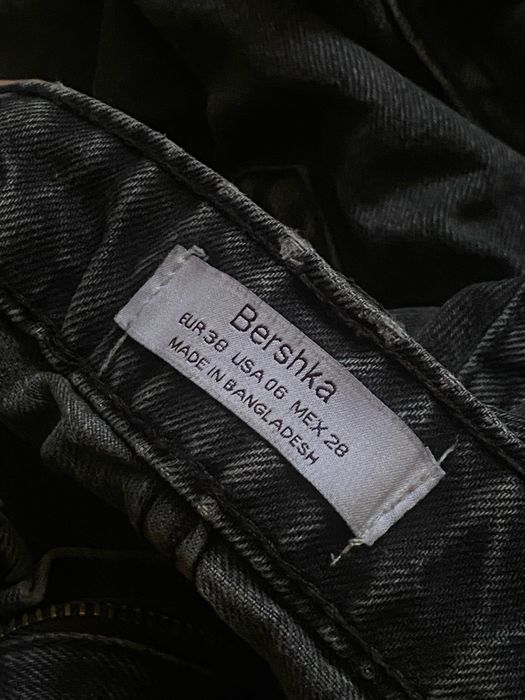 Bershka
EUR 38 USA 06 MEX 28
MADE IN BANGLADESH